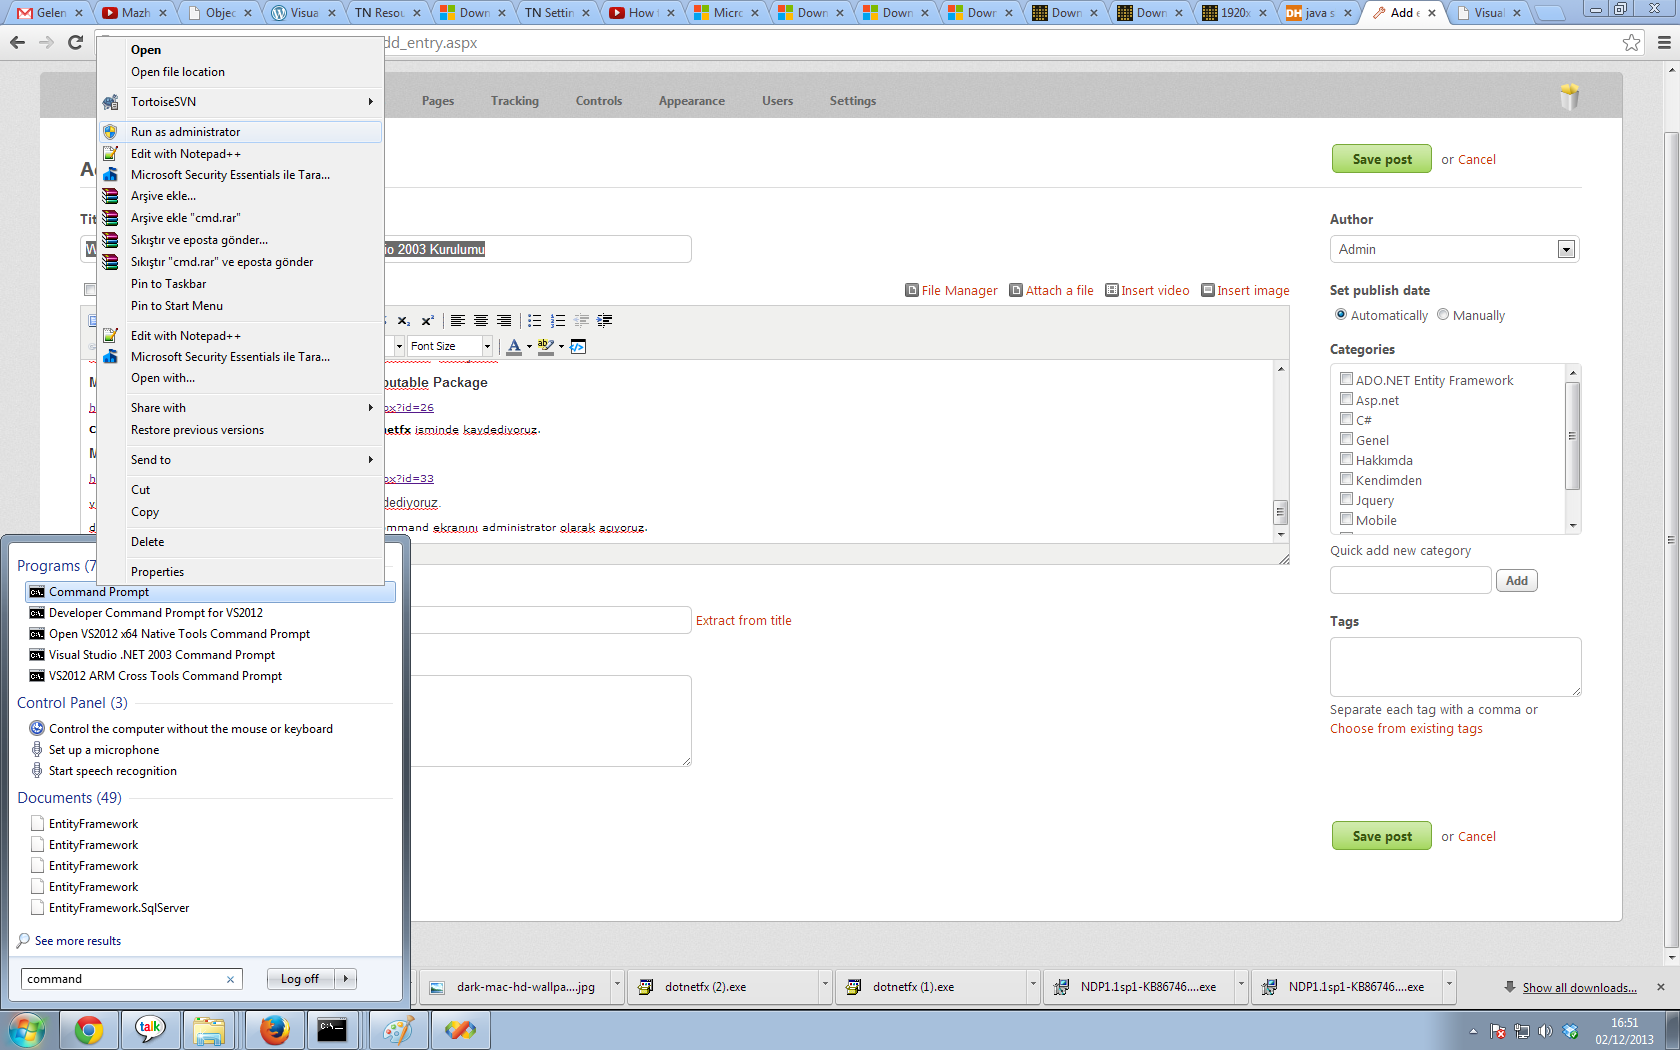 Gelen
Mazh
Objec
Visua
TN Resou
Down
TN Settin
How t
Micro
Down
Down
Down
Down
Down
1920x
java s
Add e
Visual
dd_entry.aspx
Pages
Tracking
Controls
Appearance
Users
Settings
Save post or Cancel
io 2003 Kurulumu
File Manager
Attach a file
Insert video
Insert image
Font Size
butable Package
px?id=26
netfx isminde kaydediyoruz.
px?id=33
dediyoruz.
mmand ekranını administrator olarak açıyoruz.
Extract from title
Author
Admin
Set publish date
Automatically
Manually
Categories
ADO.NET Entity Framework
Asp.net
C#
Genel
Hakkımda
Kendimden
Jquery
Mobile
Quick add new category
Add
Tags
Separate each tag with a comma or
Choose from existing tags
Save post or Cancel
Open
Open file location
TortoiseSVN
Run as administrator
Edit with Notepad++
Microsoft Security Essentials ile Tara...
Arşive ekle...
Arşive ekle "cmd.rar"
Sıkıştır ve eposta gönder...
Sıkıştır "cmd.rar" ve eposta gönder
Pin to Taskbar
Pin to Start Menu
Edit with Notepad++
Microsoft Security Essentials ile Tara...
Open with...
Share with
Restore previous versions
Send to
Cut
Copy
Delete
Properties
Programs (7
Command Prompt
Developer Command Prompt for VS2012
Open VS2012 x64 Native Tools Command Prompt
Visual Studio .NET 2003 Command Prompt
VS2012 ARM Cross Tools Command Prompt
Control Panel (3)
Control the computer without the mouse or keyboard
Set up a microphone
Start speech recognition
Documents (49)
EntityFramework
EntityFramework
EntityFramework
EntityFramework
EntityFramework.SqlServer
See more results
command
Log off
dark-mac-hd-wallpa....jpg
dotnetfx (2).exe
dotnetfx (1).exe
NDP1.1sp1-KB86746....exe
NDP1.1sp1-KB86746....exe
Show all downloads...
talk
16:51
02/12/2013